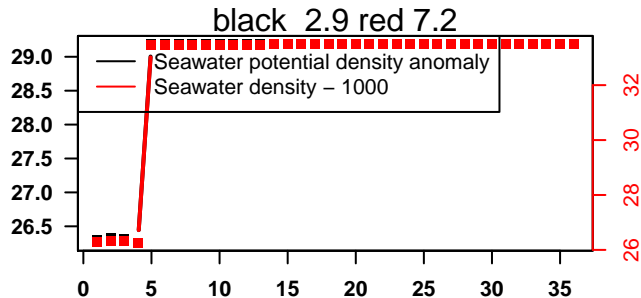 black  2.9 red 7.2
Seawater potential density anomaly
Seawater density − 1000
29.0
28.5
28.0
27.5
27.0
26.5
32
30
28
26
0 5 10 15 20 25 30 35